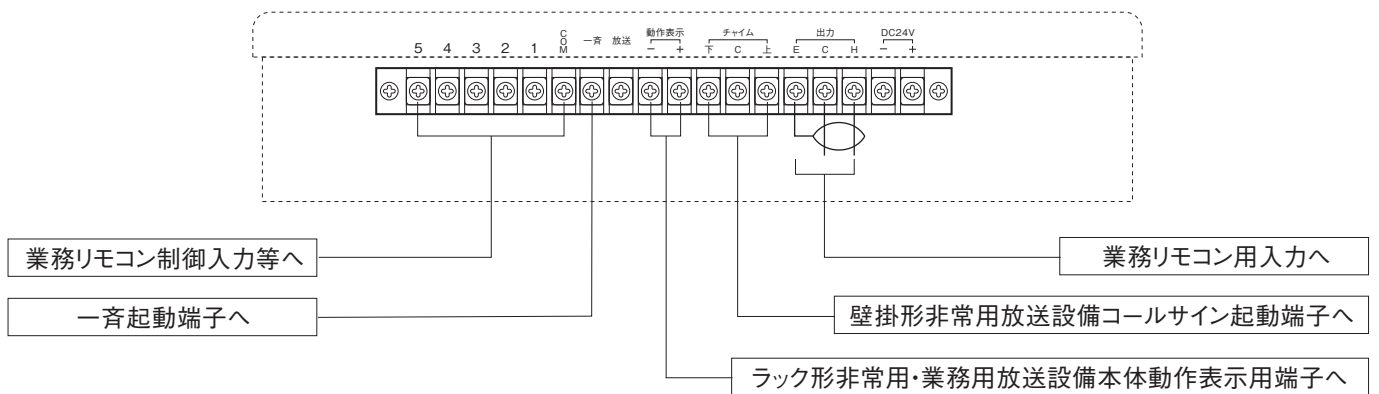 動作表示 チャイム 出力 DC24V
5 4 3 2 1 COM 一斉 放送 － ＋ 下 C 上 E C H － ＋
業務リモコン制御入力等へ
業務リモコン用入力へ
一斉起動端子へ
壁掛形非常用放送設備コールサイン起動端子へ
ラック形非常用・業務用放送設備本体動作表示用端子へ